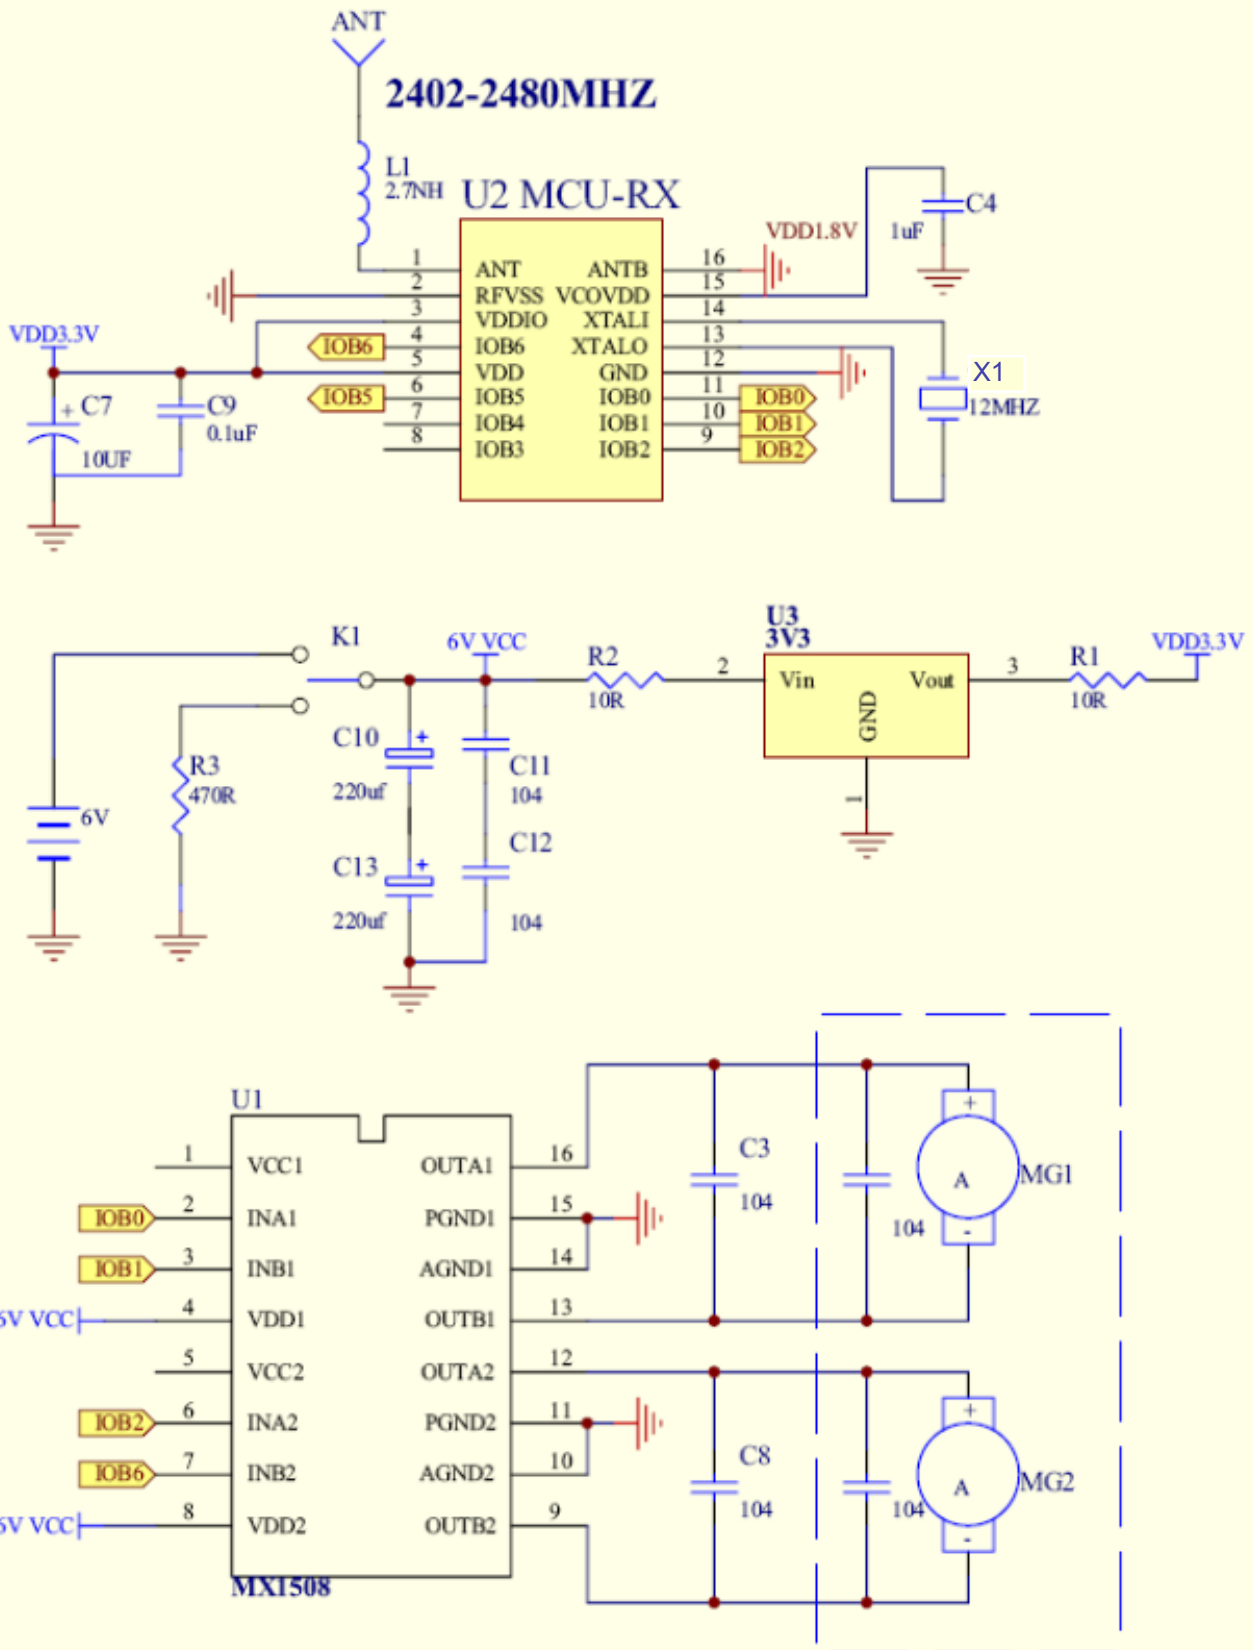 ANT
2402-2480MHZ
L1
2.7NH
U2 MCU-RX
VDD1.8V
C4
1uF
1 ANT ANTB 16
2 RFVSS VCOVDD 15
3 VDDIO XTALI 14
VDD3.3V
IOB6 4 IOB6 XTALO 13
5 VDD GND 12
X1
12MHZ
IOB5 6 IOB5 IOB0 11 IOB0
7 IOB4 IOB1 10 IOB1
8 IOB3 IOB2 9 IOB2
+ C7
10UF
C9
0.1uF
K1
6V VCC
R2
10R
U3
3V3
2 Vin Vout 3
GND
1
R1
10R
VDD3.3V
6V
R3
470R
C10 +
220uf
C11
104
C13 +
220uf
C12
104
U1
1 VCC1 OUTA1 16
IOB0 2 INA1 PGND1 15
IOB1 3 INB1 AGND1 14
6V VCC 4 VDD1 OUTB1 13
5 VCC2 OUTA2 12
IOB2 6 INA2 PGND2 11
IOB6 7 INB2 AGND2 10
6V VCC 8 VDD2 OUTB2 9
MX1508
C3
104
104
+
A
-
MG1
C8
104
104
+
A
-
MG2